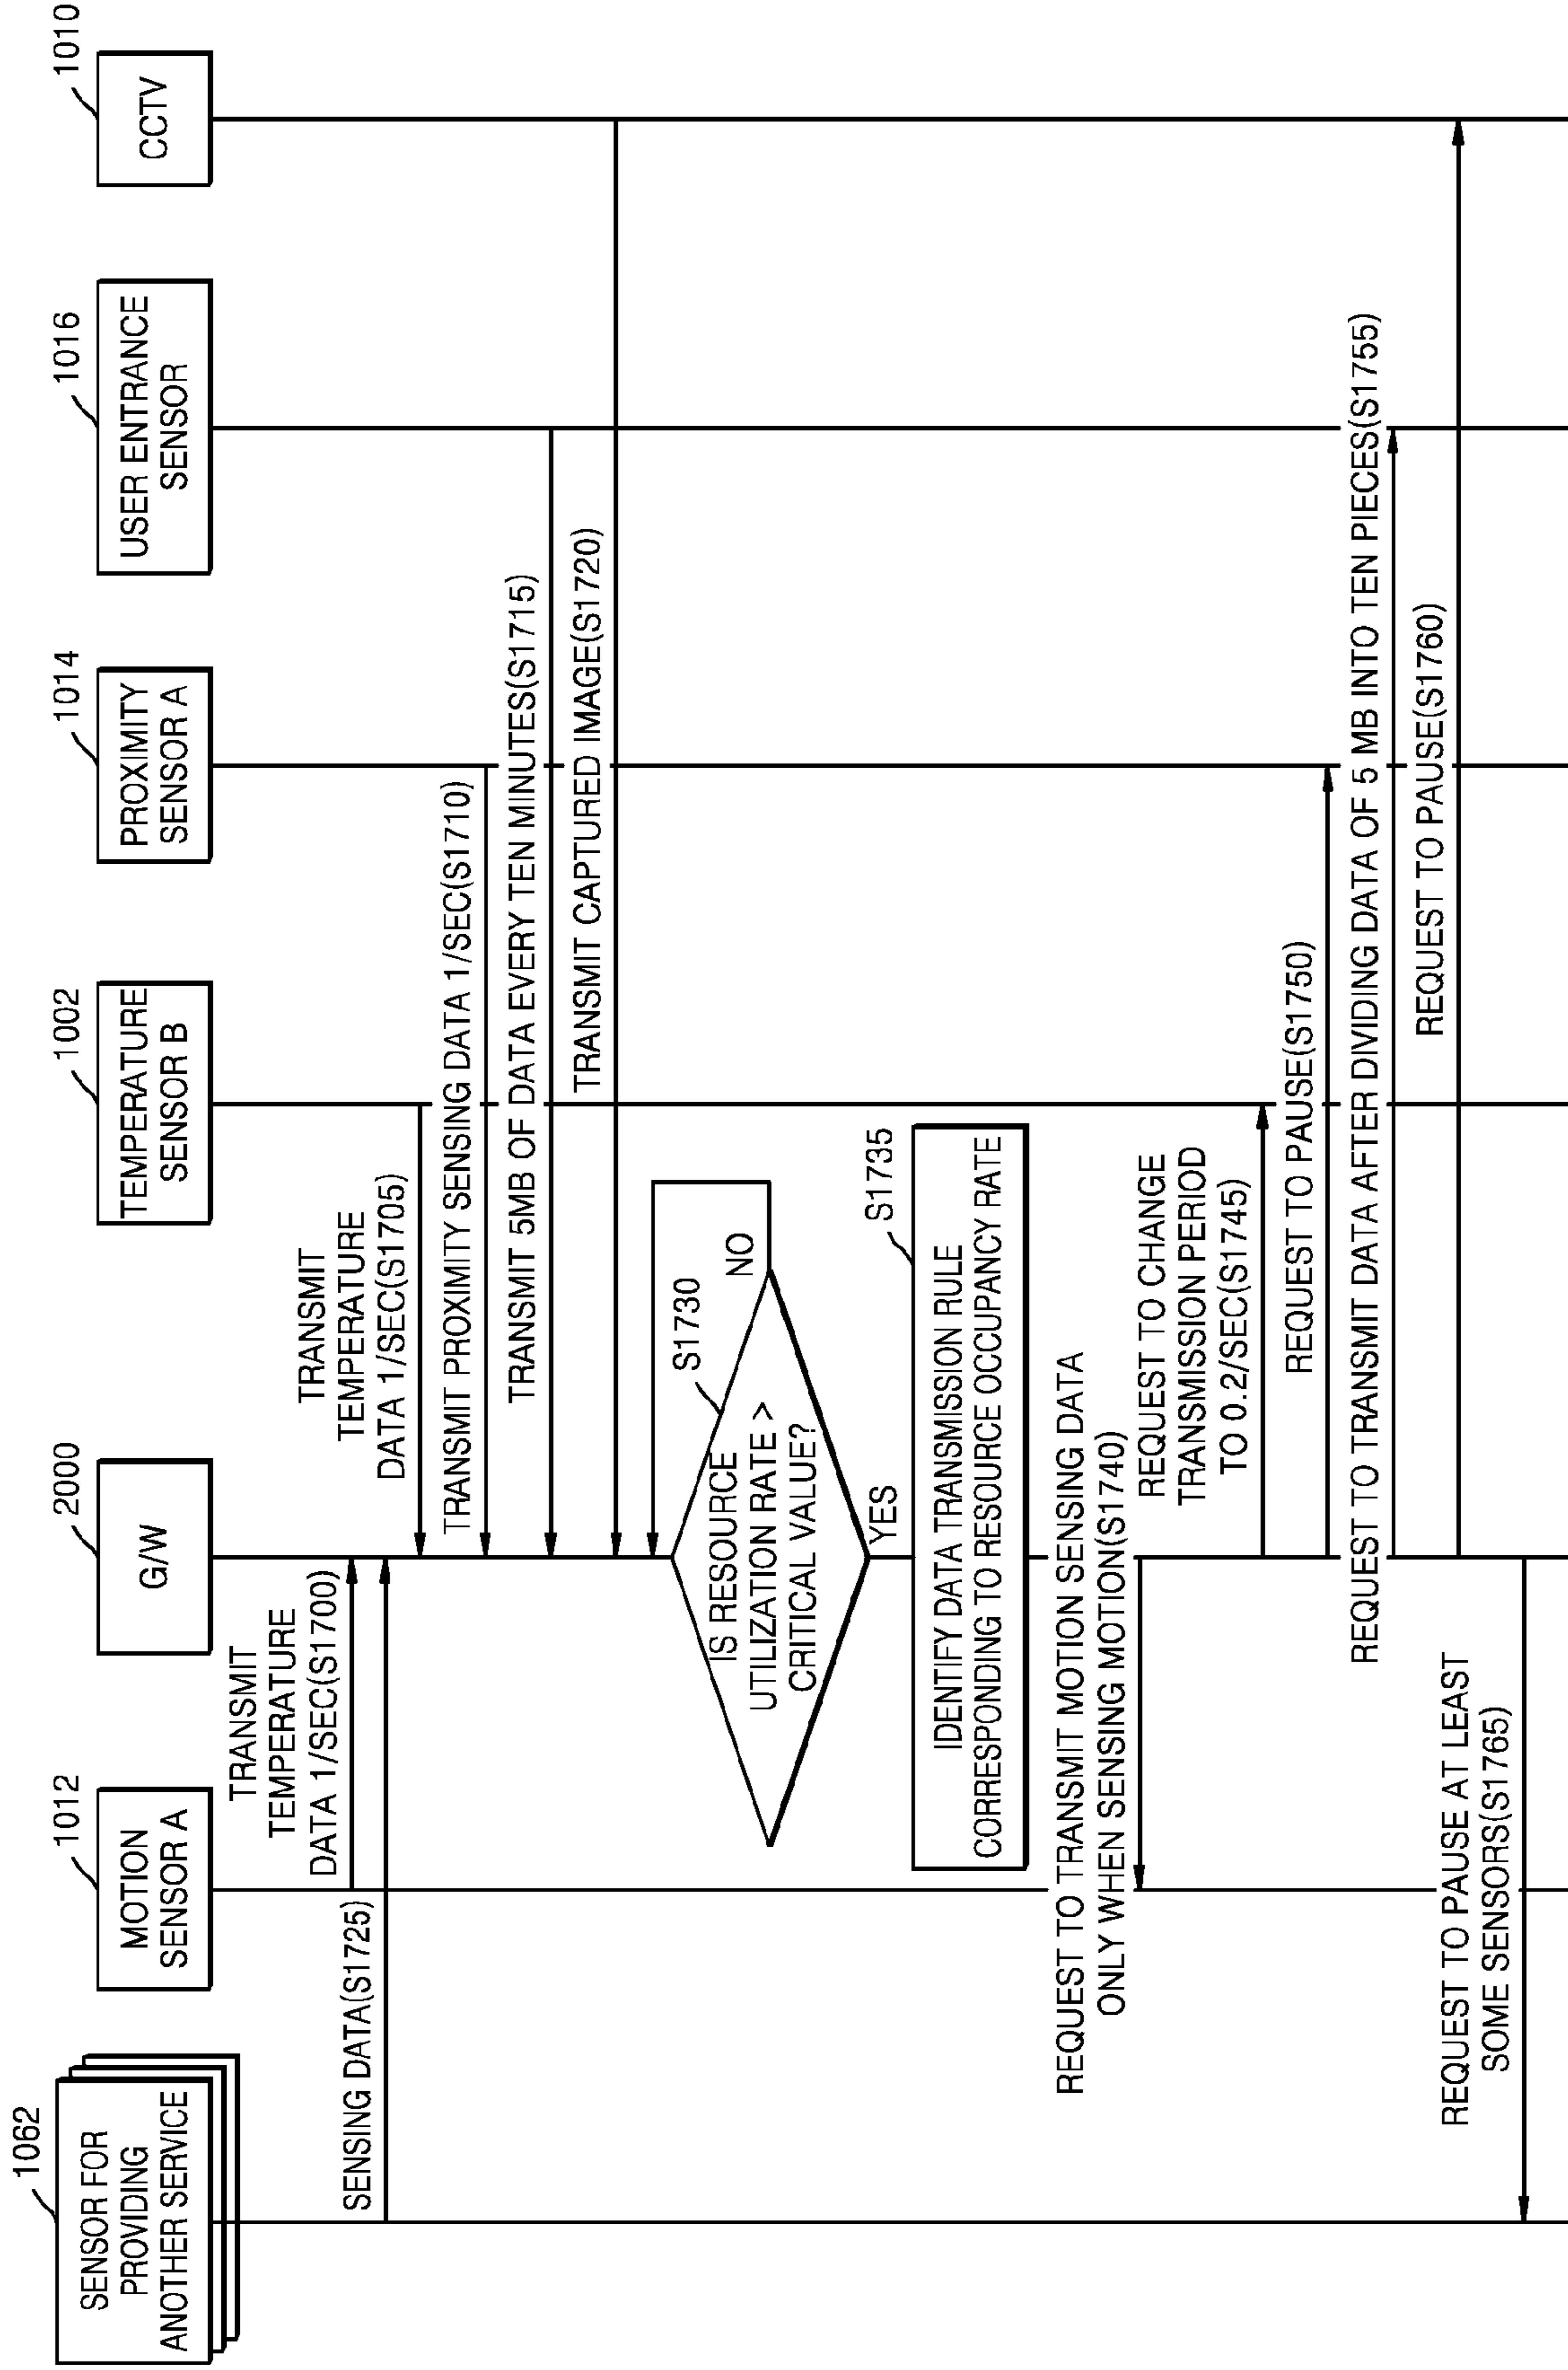 1062
SENSOR FOR
PROVIDING
ANOTHER SERVICE
1012
MOTION
SENSOR A
2000
G/W
1002
TEMPERATURE
SENSOR B
1014
PROXIMITY
SENSOR A
1016
USER ENTRANCE
SENSOR
1010
CCTV
TRANSMIT
TEMPERATURE
DATA 1/SEC(S1700)
SENSING DATA(S1725)
TRANSMIT
TEMPERATURE
DATA 1/SEC(S1705)
TRANSMIT PROXIMITY SENSING DATA 1/SEC(S1710)
TRANSMIT 5MB OF DATA EVERY TEN MINUTES(S1715)
TRANSMIT CAPTURED IMAGE(S1720)
S1730
IS RESOURCE
UTILIZATION RATE >
CRITICAL VALUE?
NO
YES
S1735
IDENTIFY DATA TRANSMISSION RULE
CORRESPONDING TO RESOURCE OCCUPANCY RATE
REQUEST TO TRANSMIT MOTION SENSING DATA
ONLY WHEN SENSING MOTION(S1740)
REQUEST TO CHANGE
TRANSMISSION PERIOD
TO 0.2/SEC(S1745)
REQUEST TO PAUSE(S1750)
REQUEST TO TRANSMIT DATA AFTER DIVIDING DATA OF 5 MB INTO TEN PIECES(S1755)
REQUEST TO PAUSE(S1760)
REQUEST TO PAUSE AT LEAST
SOME SENSORS(S1765)